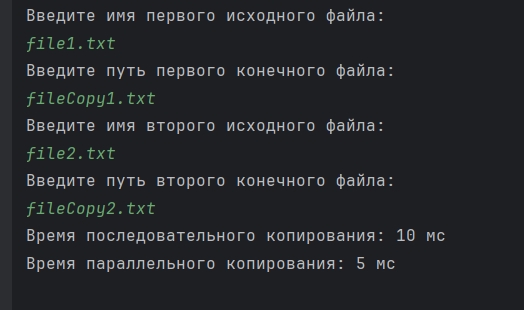 Введите имя первого исходного файла:
file1.txt
Введите путь первого конечного файла:
fileCopy1.txt
Введите имя второго исходного файла:
file2.txt
Введите путь второго конечного файла:
fileCopy2.txt
Время последовательного копирования: 10 мс
Время параллельного копирования: 5 мс